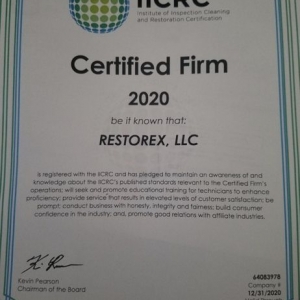 IICRC
Institute of Inspection Cleaning
and Restoration Certification
Certified Firm
2020
be it known that:
RESTOREX, LLC
is registered with the IICRC and has pledged to maintain an awareness of and
knowledge about the IICRC's published standards relevant to the Certified Firm's
operations; will seek and promote educational training for technicians to enhance
proficiency; provide service that results in elevated levels of customer satisfaction; be
prompt; conduct business with honesty, integrity and fairness; build consumer
confidence in the industry; and, promote good relations with affiliate industries.
Kevin Pearson
Chairman of the Board
64083978
Company #
12/31/2020